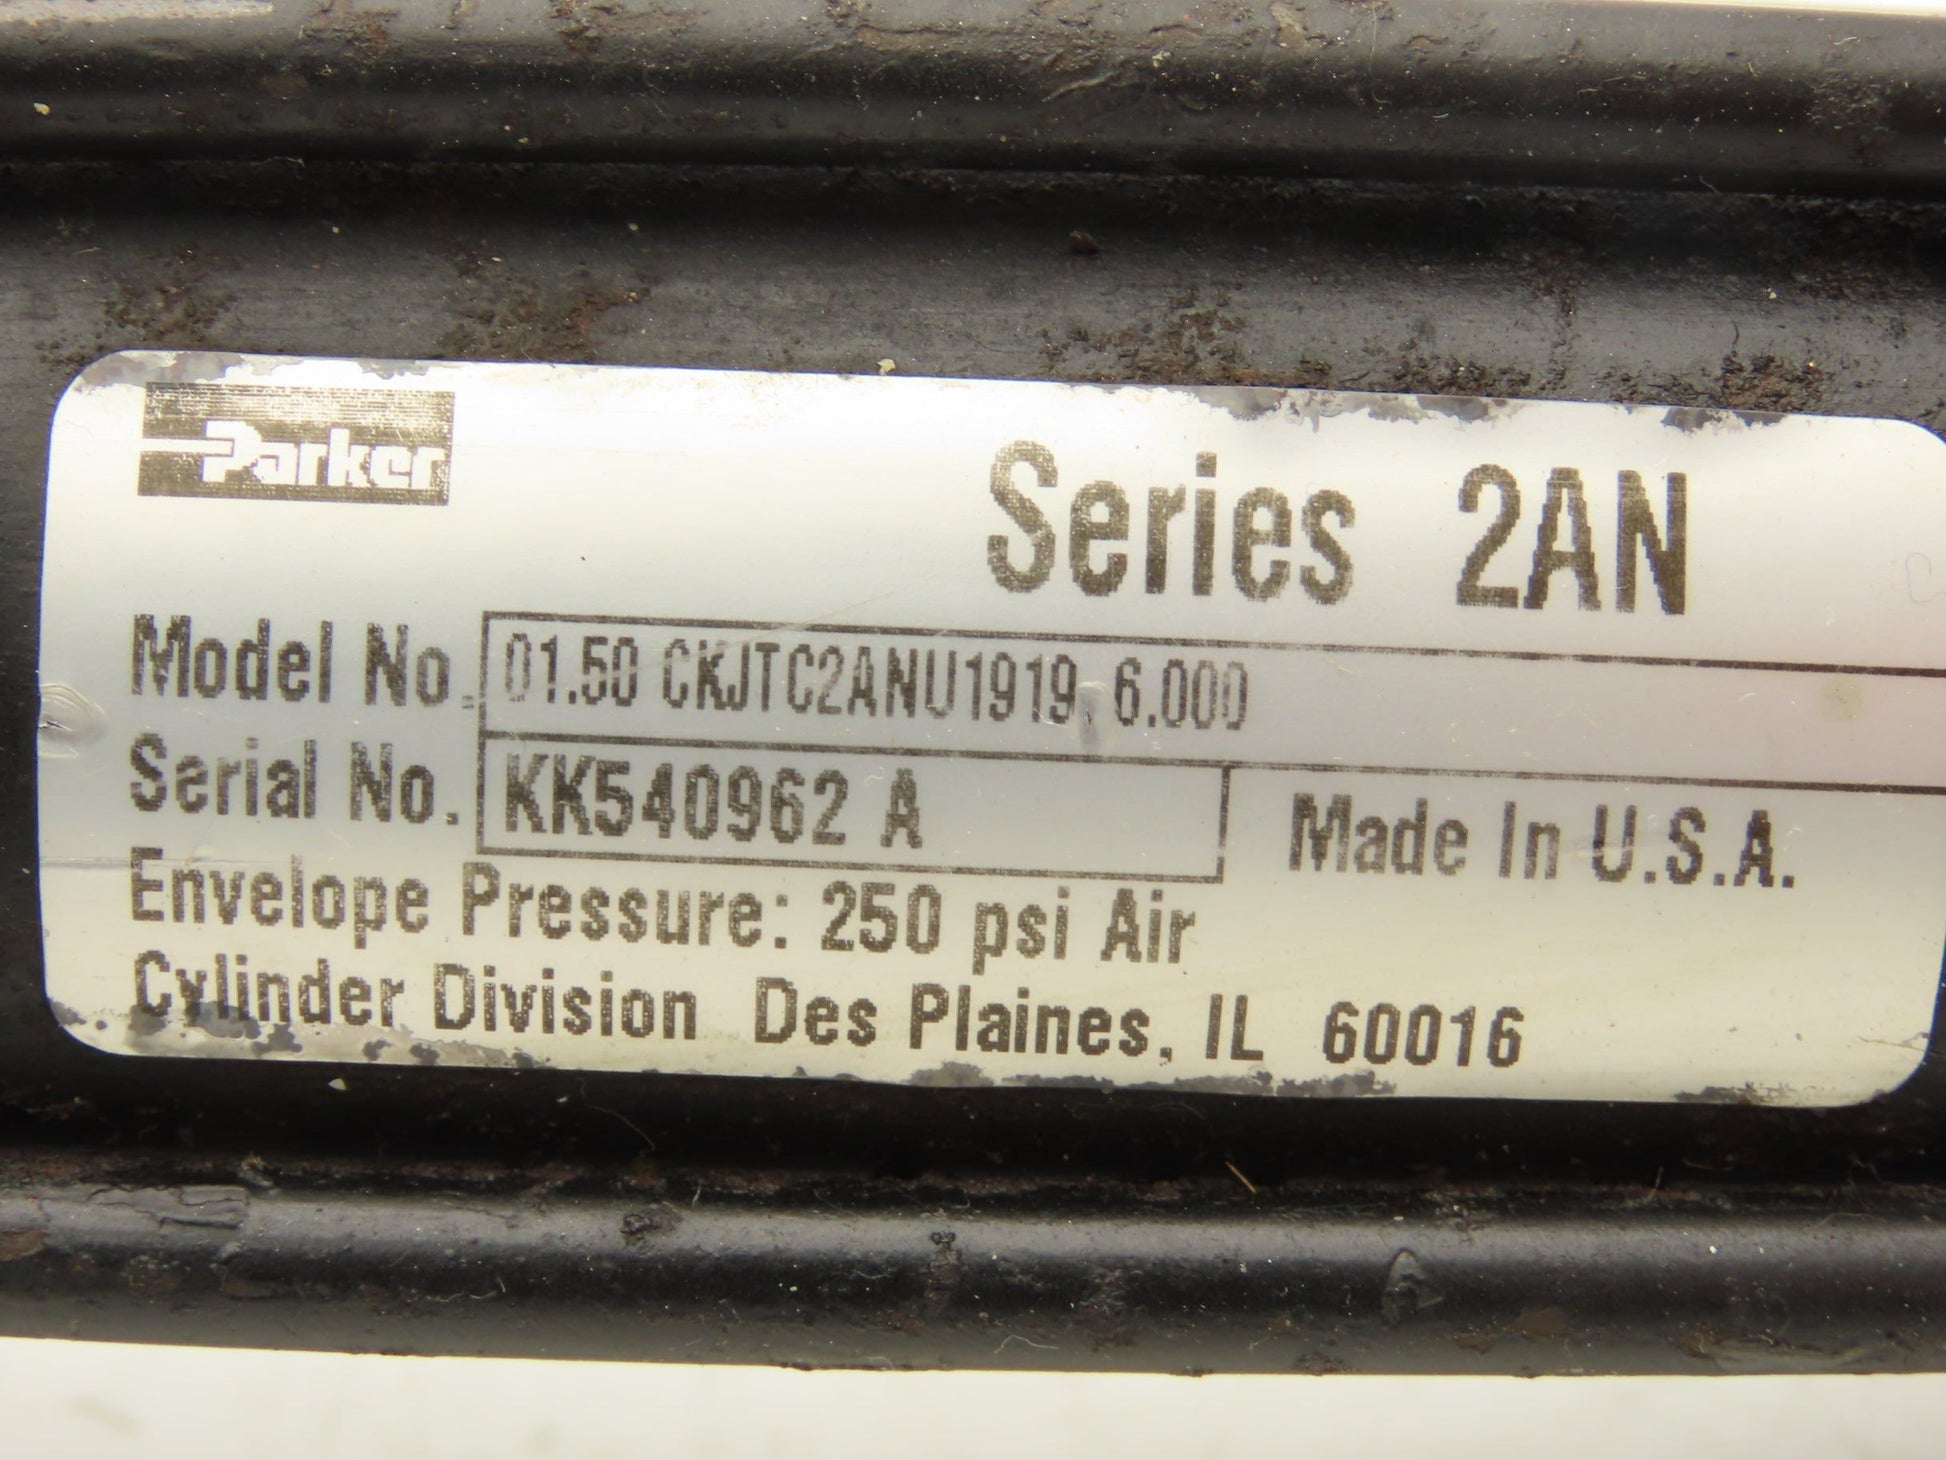 Parker
Series 2AN
Model No. 01.50 CKJTC2ANU1919 6.000
Serial No. KK540962 A
Made In U.S.A.
Envelope Pressure: 250 psi Air
Cylinder Division Des Plaines, IL 60016